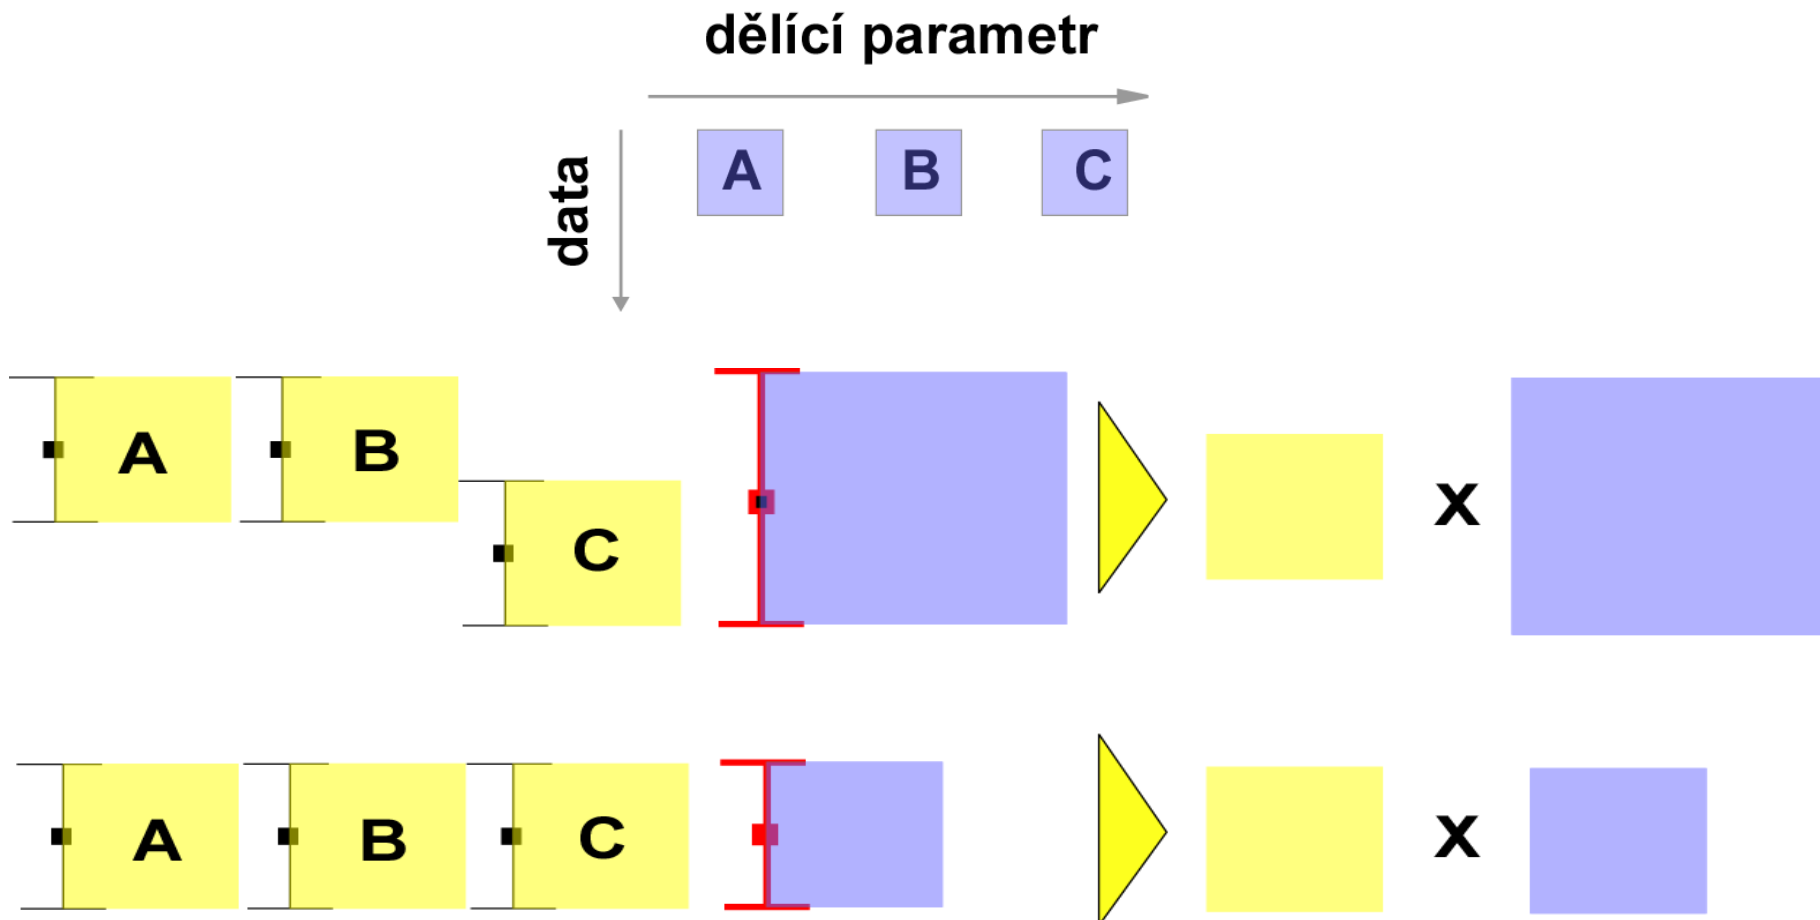 dělící parametr
data
A B C
A B
C
X
A B C
X